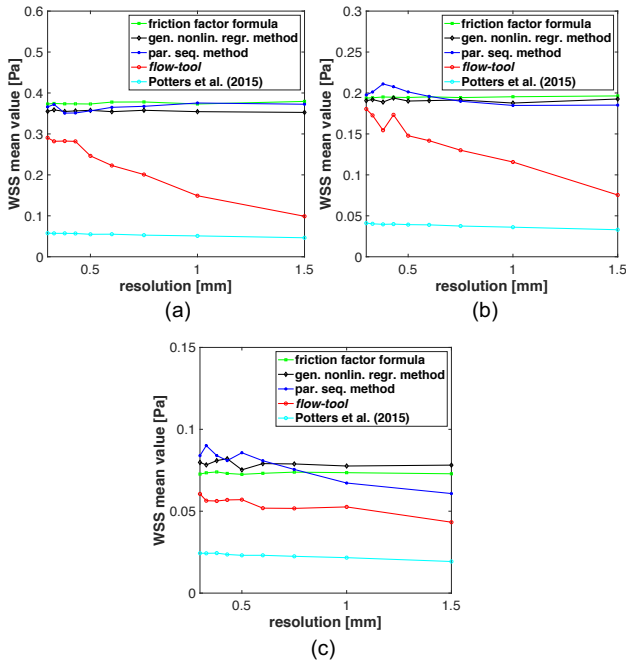 0.6
0.5
0.4
0.3
0.2
0.1
0
WSS mean value [Pa]
friction factor formula
gen. nonlin. regr. method
par. seq. method
flow-tool
Potters et al. (2015)
0.5
1
1.5
resolution [mm]
(a)
0.3
0.25
0.2
0.15
0.1
0.05
0
WSS mean value [Pa]
friction factor formula
gen. nonlin. regr. method
par. seq. method
flow-tool
Potters et al. (2015)
0.5
1
1.5
resolution [mm]
(b)
0.15
0.1
0.05
0
WSS mean value [Pa]
friction factor formula
gen. nonlin. regr. method
par. seq. method
flow-tool
Potters et al. (2015)
0.5
1
1.5
resolution [mm]
(c)